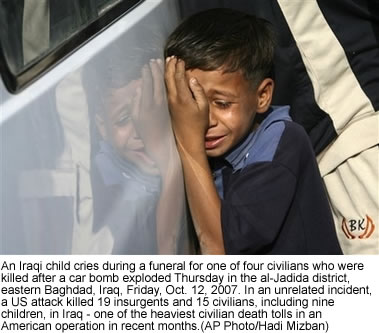 BK
An Iraqi child cries during a funeral for one of four civilians who were
killed after a car bomb exploded Thursday in the al-Jadida district,
eastern Baghdad, Iraq, Friday, Oct. 12, 2007. In an unrelated incident,
a US attack killed 19 insurgents and 15 civilians, including nine
children, in Iraq - one of the heaviest civilian death tolls in an
American operation in recent months.(AP Photo/Hadi Mizban)